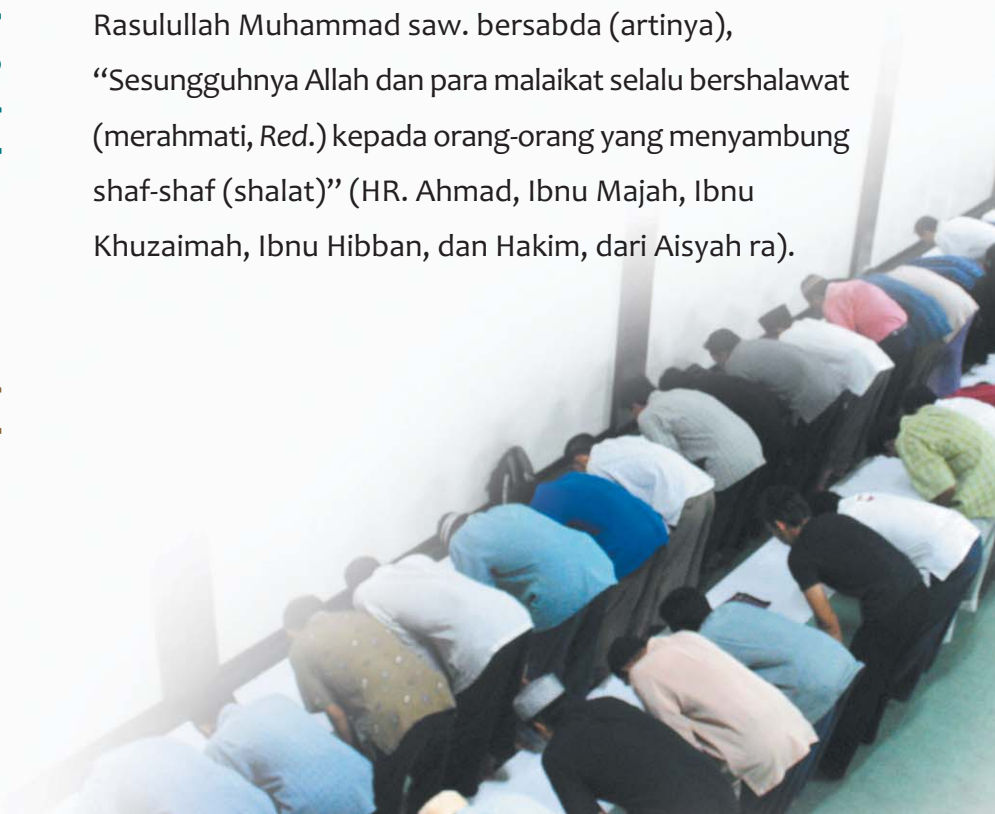 Rasulullah Muhammad saw. bersabda (artinya),
“Sesungguhnya Allah dan para malaikat selalu bershalawat
(merahmati, Red.) kepada orang-orang yang menyambung
shaf-shaf (shalat)” (HR. Ahmad, Ibnu Majah, Ibnu
Khuzaimah, Ibnu Hibban, dan Hakim, dari Aisyah ra).